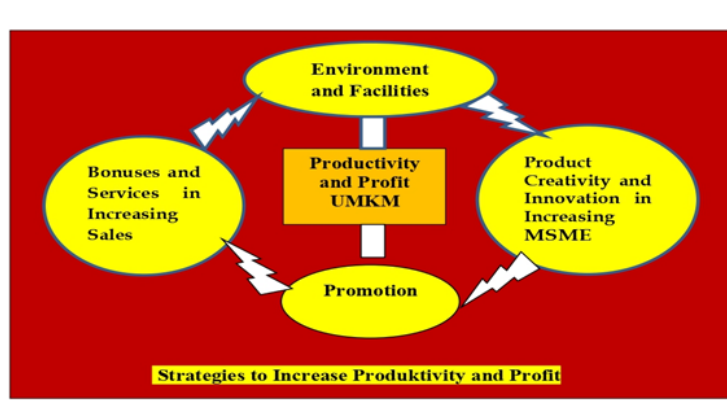 Environment
and Facilities
Bonuses and
Services in
Increasing
Sales
Productivity
and Profit
UMKM
Product
Creativity and
Innovation in
Increasing
MSME
Promotion
Strategies to Increase Produktivity and Profit